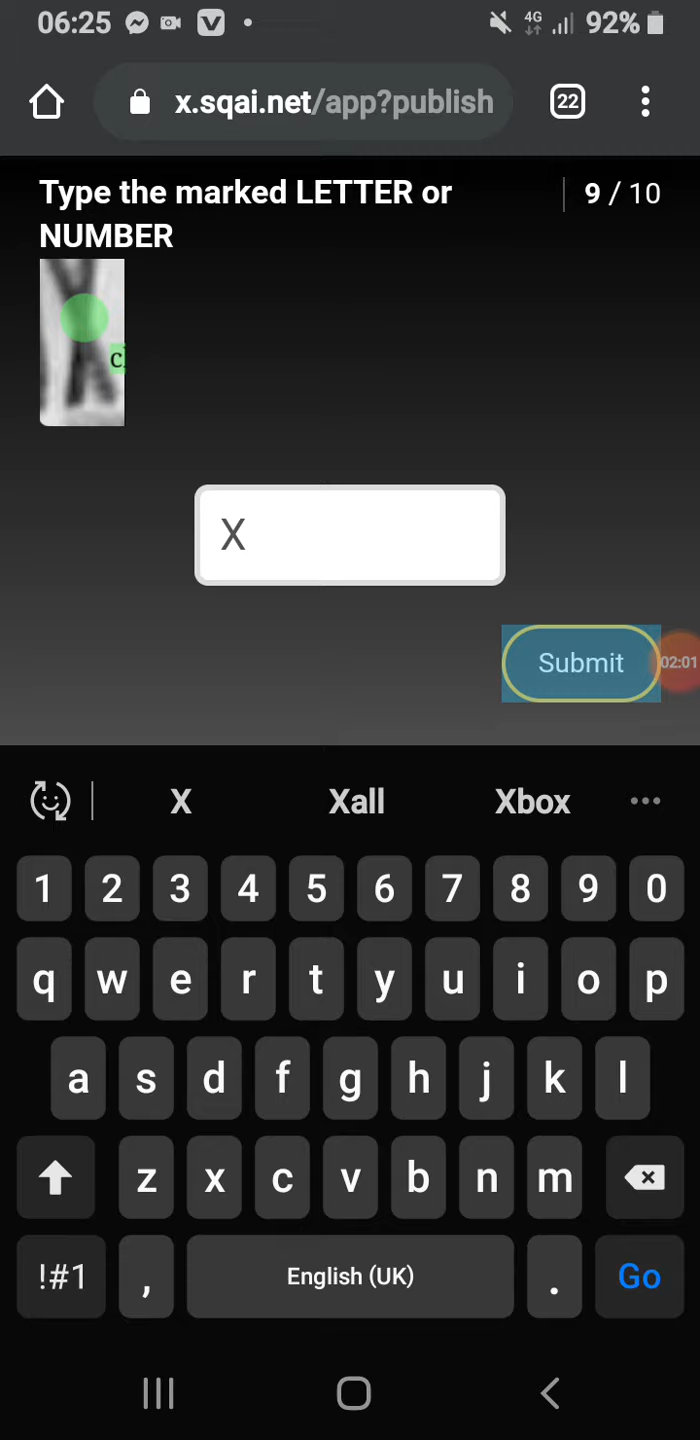 06:25 4G 92%
x.sqai.net/app?publish 22
Type the marked LETTER or
NUMBER
9 / 10
X
X
Submit 02:01
X Xall Xbox
1 2 3 4 5 6 7 8 9 0
q w e r t y u i o p
a s d f g h j k l
z x c v b n m
!#1 , English (UK) . Go